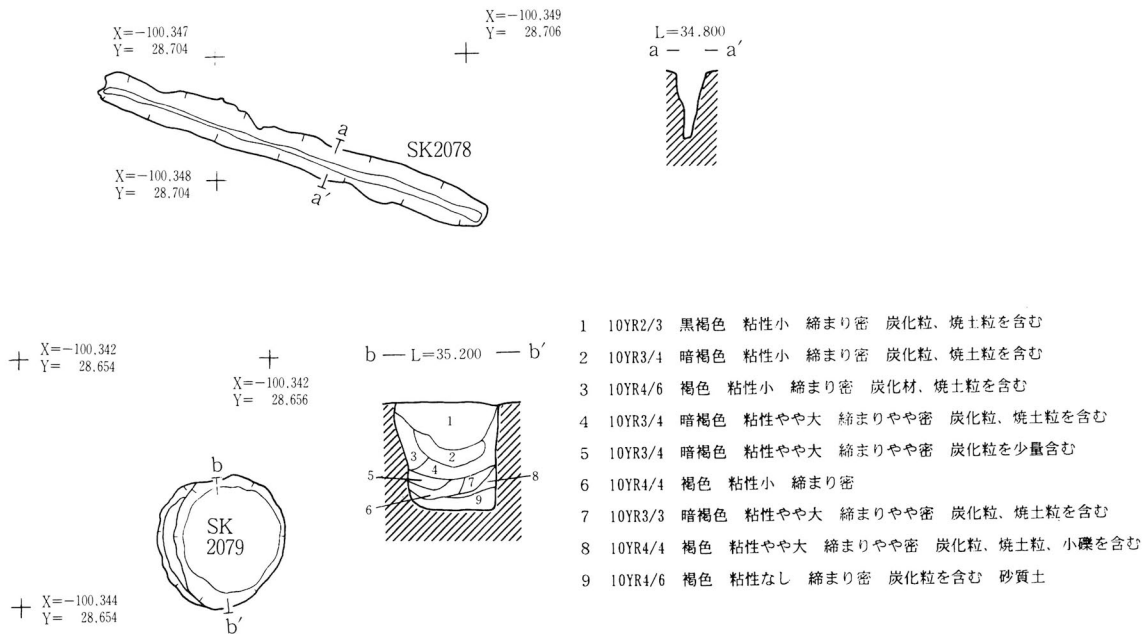 X=−100.347
Y=　28.704
X=−100.349
Y=　28.706
L=34.800
a　a′
a
SK2078
X=−100.348
Y=　28.704
a′
X=−100.342
Y=　28.654
X=−100.342
Y=　28.656
b　L=35.200　b′
1
2
3
4
5
7
8
6
9
b
SK
2079
X=−100.344
Y=　28.654
b′
1　10YR2/3　黒褐色　粘性小　締まり密　炭化粒、焼土粒を含む
2　10YR3/4　暗褐色　粘性小　締まり密　炭化粒、焼土粒を含む
3　10YR4/6　褐色　粘性小　締まり密　炭化材、焼土粒を含む
4　10YR3/4　暗褐色　粘性やや大　締まりやや密　炭化粒、焼土粒を含む
5　10YR3/4　暗褐色　粘性やや大　締まりやや密　炭化粒を少量含む
6　10YR4/4　褐色　粘性小　締まり密
7　10YR3/3　暗褐色　粘性やや大　締まりやや密　炭化粒、焼土粒を含む
8　10YR4/4　褐色　粘性やや大　締まりやや密　炭化粒、焼土粒、小礫を含む
9　10YR4/6　褐色　粘性なし　締まり密　炭化粒を含む　砂質土